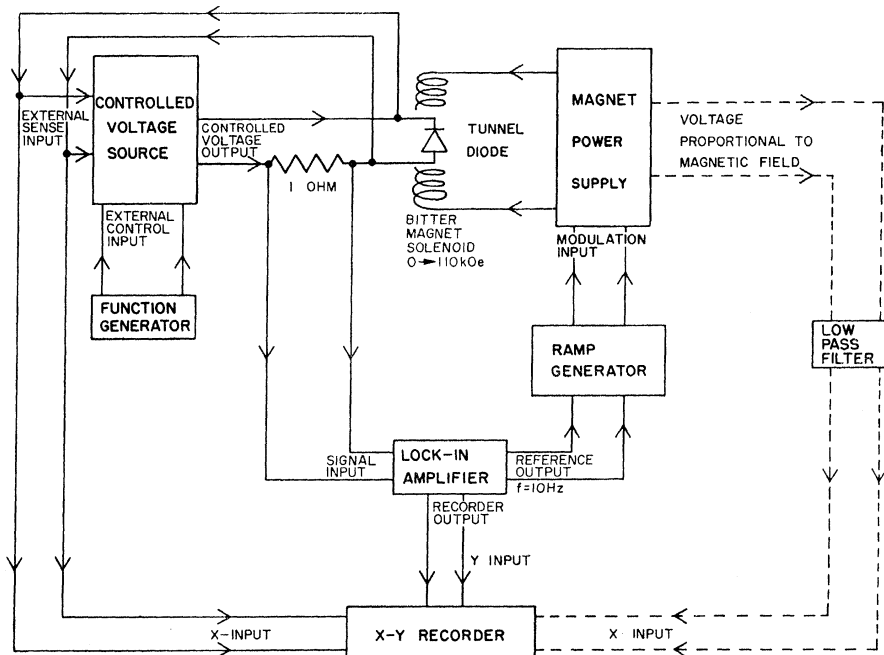 CONTROLLED
VOLTAGE
SOURCE
EXTERNAL
SENSE
INPUT
CONTROLLED
VOLTAGE
OUTPUT
1 OHM
EXTERNAL
CONTROL
INPUT
FUNCTION
GENERATOR
TUNNEL
DIODE
BITTER
MAGNET
SOLENOID
0→110kOe
MAGNET
POWER
SUPPLY
MODULATION
INPUT
VOLTAGE
PROPORTIONAL TO
MAGNETIC FIELD
RAMP
GENERATOR
LOW
PASS
FILTER
SIGNAL
INPUT
LOCK-IN
AMPLIFIER
REFERENCE
OUTPUT
f=10Hz
RECORDER
OUTPUT
Y INPUT
X-INPUT
X-Y RECORDER
X INPUT